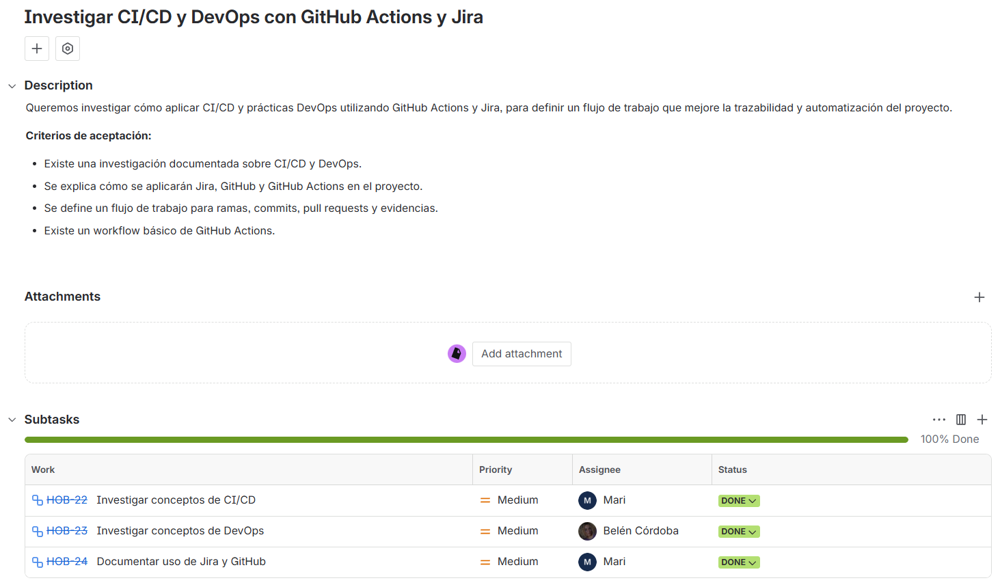 Investigar CI/CD y DevOps con GitHub Actions y Jira
Description
Queremos investigar cómo aplicar CI/CD y prácticas DevOps utilizando GitHub Actions y Jira, para definir un flujo de trabajo que mejore la trazabilidad y automatización del proyecto.
Criterios de aceptación:
• Existe una investigación documentada sobre CI/CD y DevOps.
• Se explica cómo se aplicarán Jira, GitHub y GitHub Actions en el proyecto.
• Se define un flujo de trabajo para ramas, commits, pull requests y evidencias.
• Existe un workflow básico de GitHub Actions.
Attachments
Add attachment
Subtasks
100% Done
Work Priority Assignee Status
HOB-22 Investigar conceptos de CI/CD Medium M Mari DONE
HOB-23 Investigar conceptos de DevOps Medium Belén Córdoba DONE
HOB-24 Documentar uso de Jira y GitHub Medium M Mari DONE